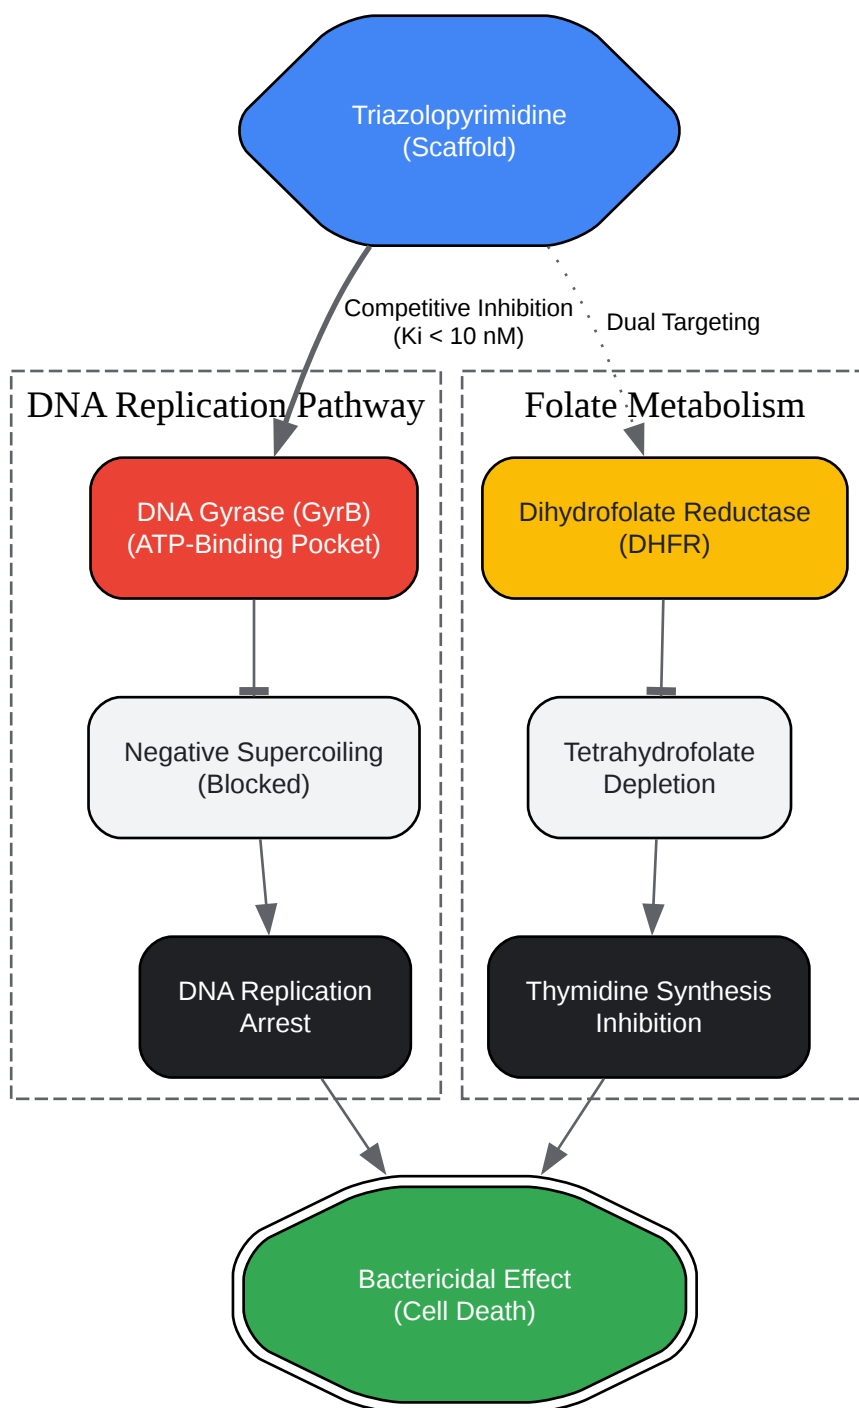 Triazolopyrimidine
(Scaffold)
Competitive Inhibition
(Ki < 10 nM)
Dual Targeting
DNA Replication Pathway
Folate Metabolism
DNA Gyrase (GyrB)
(ATP-Binding Pocket)
Dihydrofolate Reductase
(DHFR)
Negative Supercoiling
(Blocked)
Tetrahydrofolate
Depletion
DNA Replication
Arrest
Thymidine Synthesis
Inhibition
Bactericidal Effect
(Cell Death)